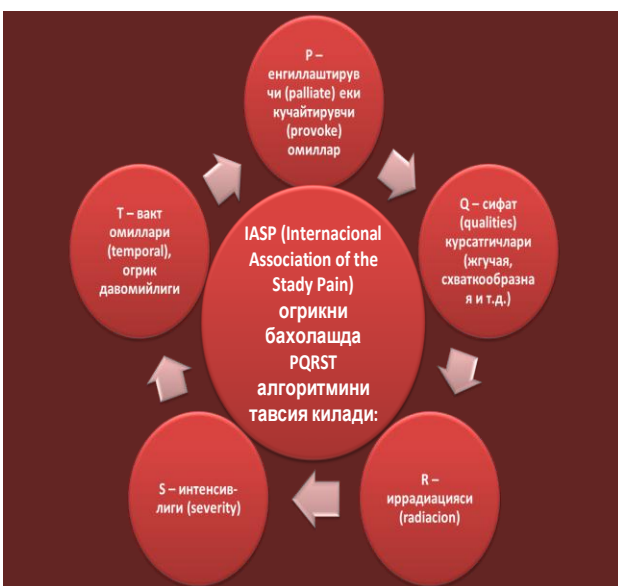 P –
енгиллаштирув
чи (palliate) еки
кучайтирувчи
(provoke)
омиллар
Q – сифат
(qualities)
курсатгичлари
(жгучая,
схваткообразна
я и т.д.)
R –
иррадиацияси
(radiacion)
S – интенсив-
лиги (severity)
T – вакт
омиллари
(temporal),
огрик
давомийлиги
IASP (Internacional
Association of the
Stady Pain)
огрикни
бахолашда
PQRST
алгоритмини
тавсия килади: